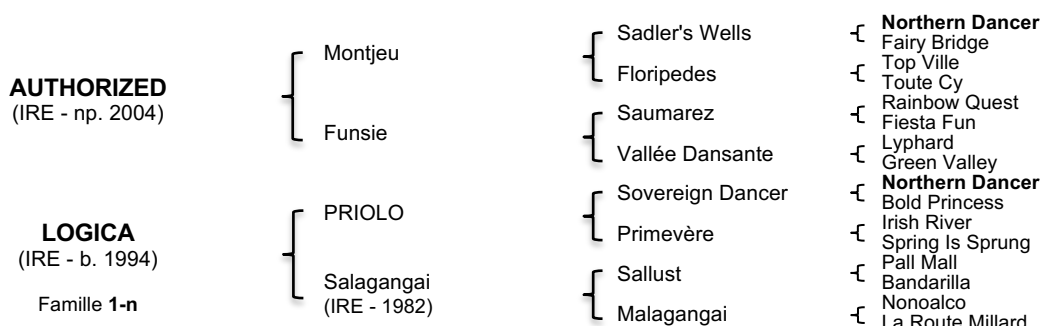 AUTHORIZED
(IRE - np. 2004)
Montjeu
Funsie
Sadler's Wells
Floripedes
Saumarez
Vallée Dansante
Northern Dancer
Fairy Bridge
Top Ville
Toute Cy
Rainbow Quest
Fiesta Fun
Lyphard
Green Valley
LOGICA
(IRE - b. 1994)
Famille 1-n
PRIOLO
Salagangai
(IRE - 1982)
Sovereign Dancer
Primevère
Sallust
Malagangai
Northern Dancer
Bold Princess
Irish River
Spring Is Sprung
Pall Mall
Bandarilla
Nonoalco
La Route Millard